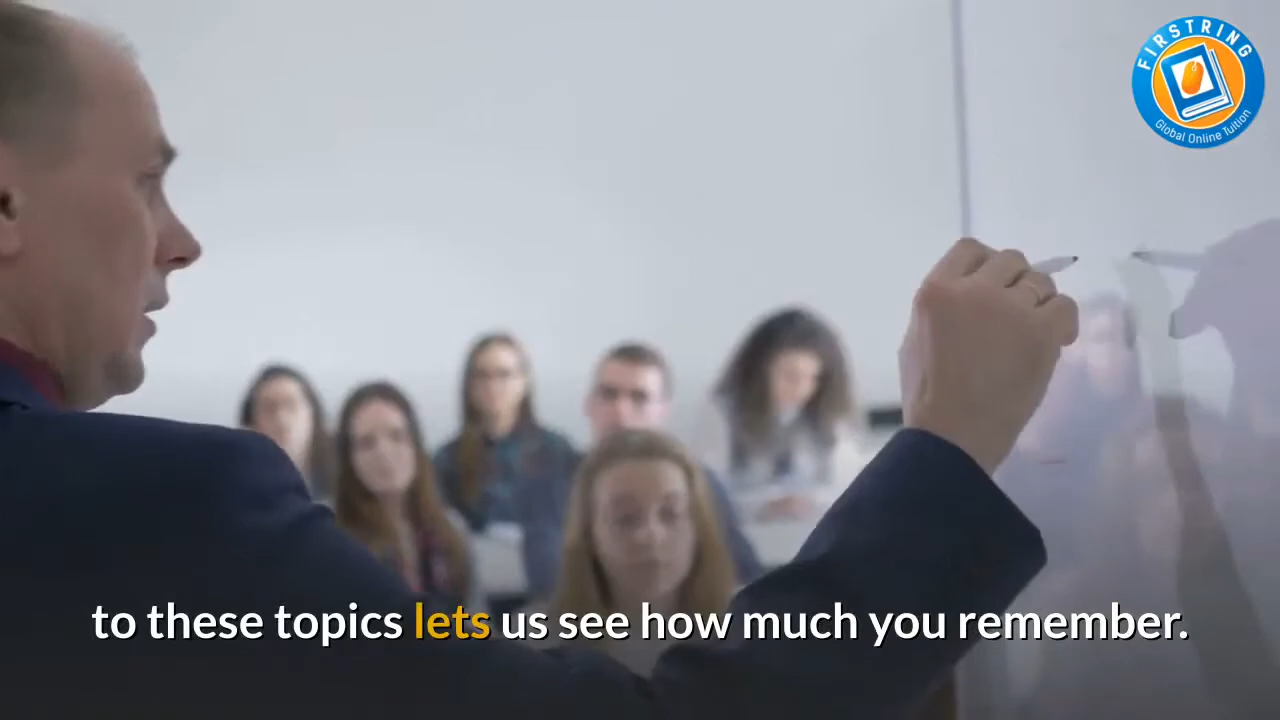 FIRSTRING
Global Online Tuition
to these topics lets us see how much you remember.